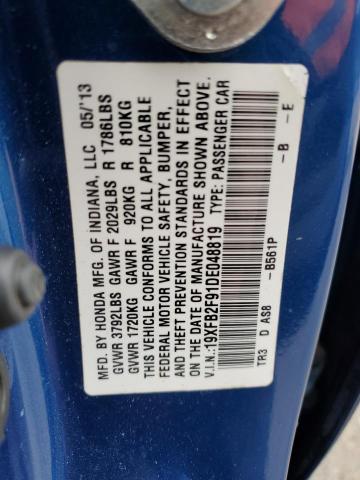 MFD. BY HONDA MFG. OF INDIANA, LLC 05/'13
GVWR 3792LBS GAWR F 2029LBS R 1786LBS
GVWR 1720KG GAWR F 920KG R 810KG
THIS VEHICLE CONFORMS TO ALL APPLICABLE
FEDERAL MOTOR VEHICLE SAFETY, BUMPER,
AND THEFT PREVENTION STANDARDS IN EFFECT
ON THE DATE OF MANUFACTURE SHOWN ABOVE.
V.I.N.:19XFB2F91DE048819 TYPE: PASSENGER CAR
TR3 D AS8 -B561P -B -E